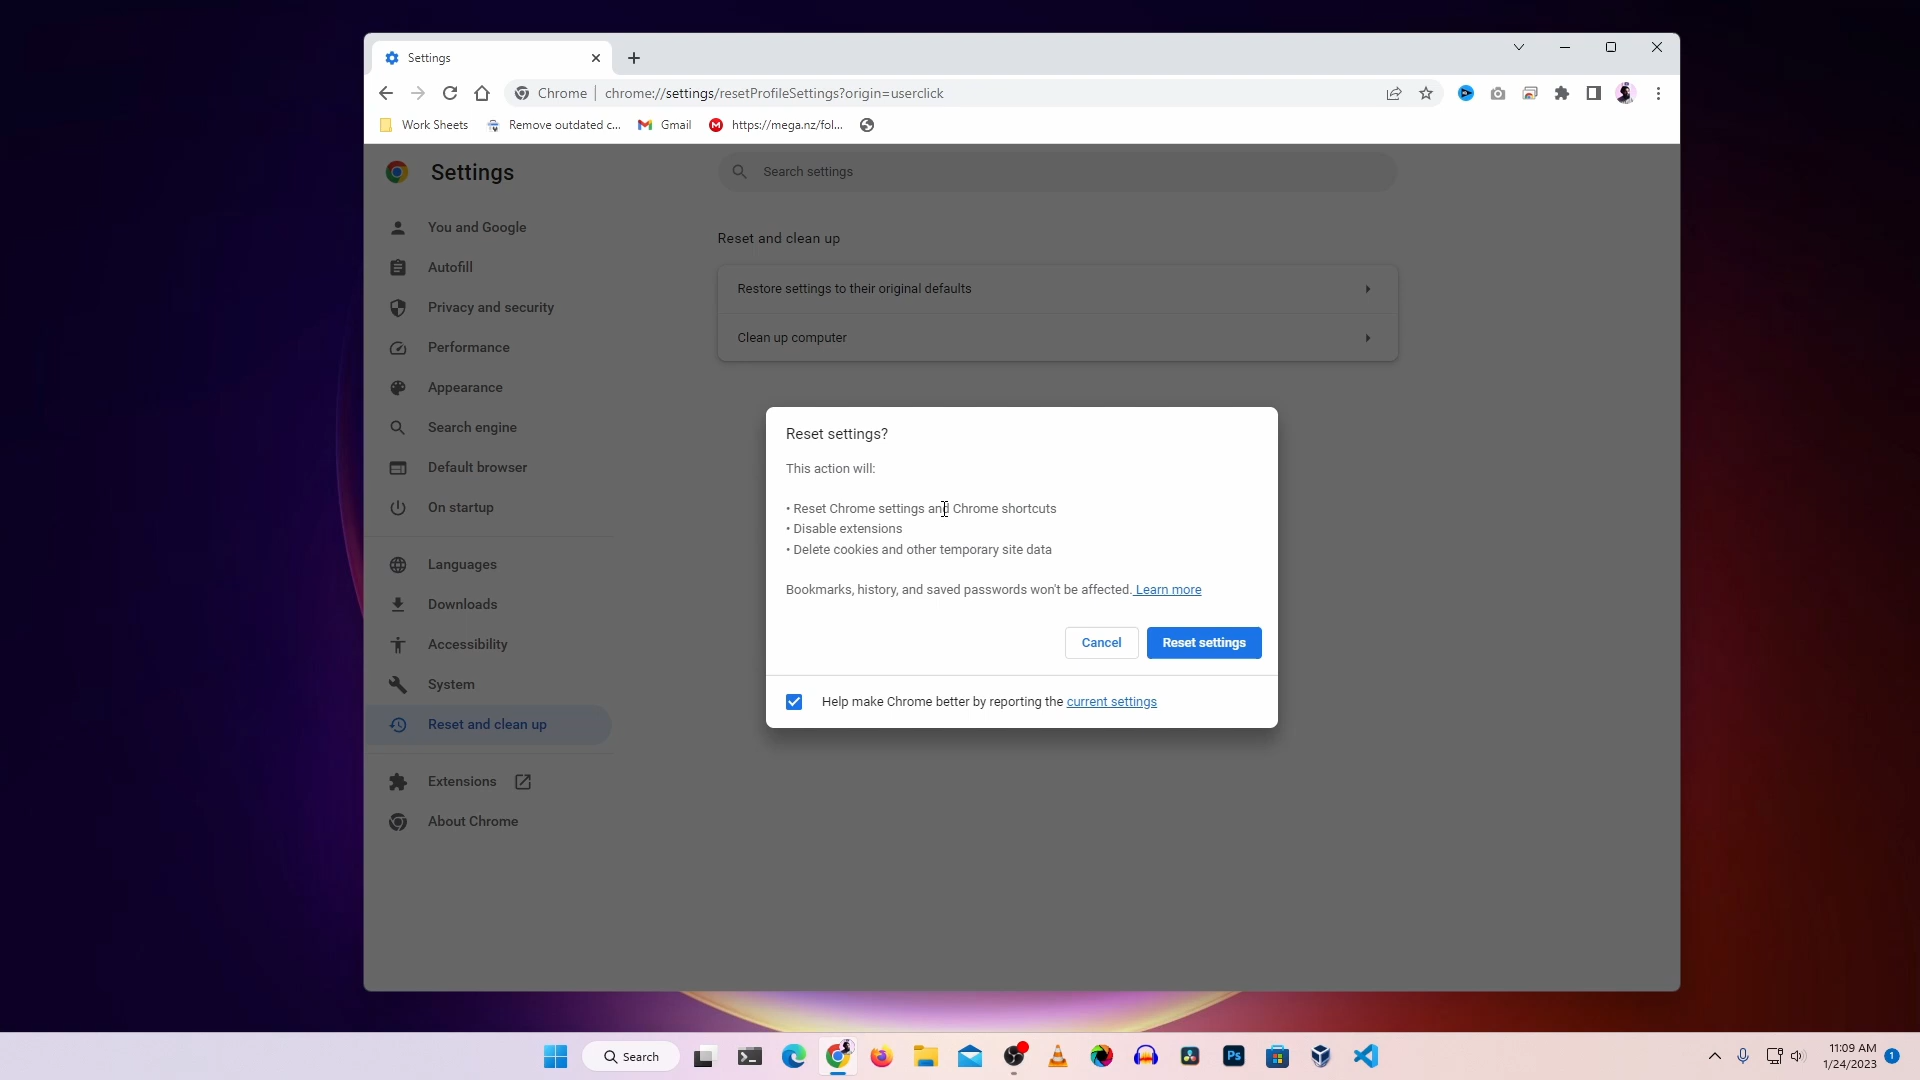 Settings
Chrome | chrome://settings/resetProfileSettings?origin=userclick
Work Sheets Remove outdated c... Gmail https://mega.nz/fol...
Settings
Search settings
You and Google
Autofill
Privacy and security
Performance
Appearance
Search engine
Default browser
On startup
Languages
Downloads
Accessibility
System
Reset and clean up
Extensions
About Chrome
Reset and clean up
Restore settings to their original defaults
Clean up computer
Reset settings?
This action will:
• Reset Chrome settings and Chrome shortcuts
• Disable extensions
• Delete cookies and other temporary site data
Bookmarks, history, and saved passwords won't be affected. Learn more
Cancel Reset settings
Help make Chrome better by reporting the current settings
Search
Ps
11:09 AM
1/24/2023
1